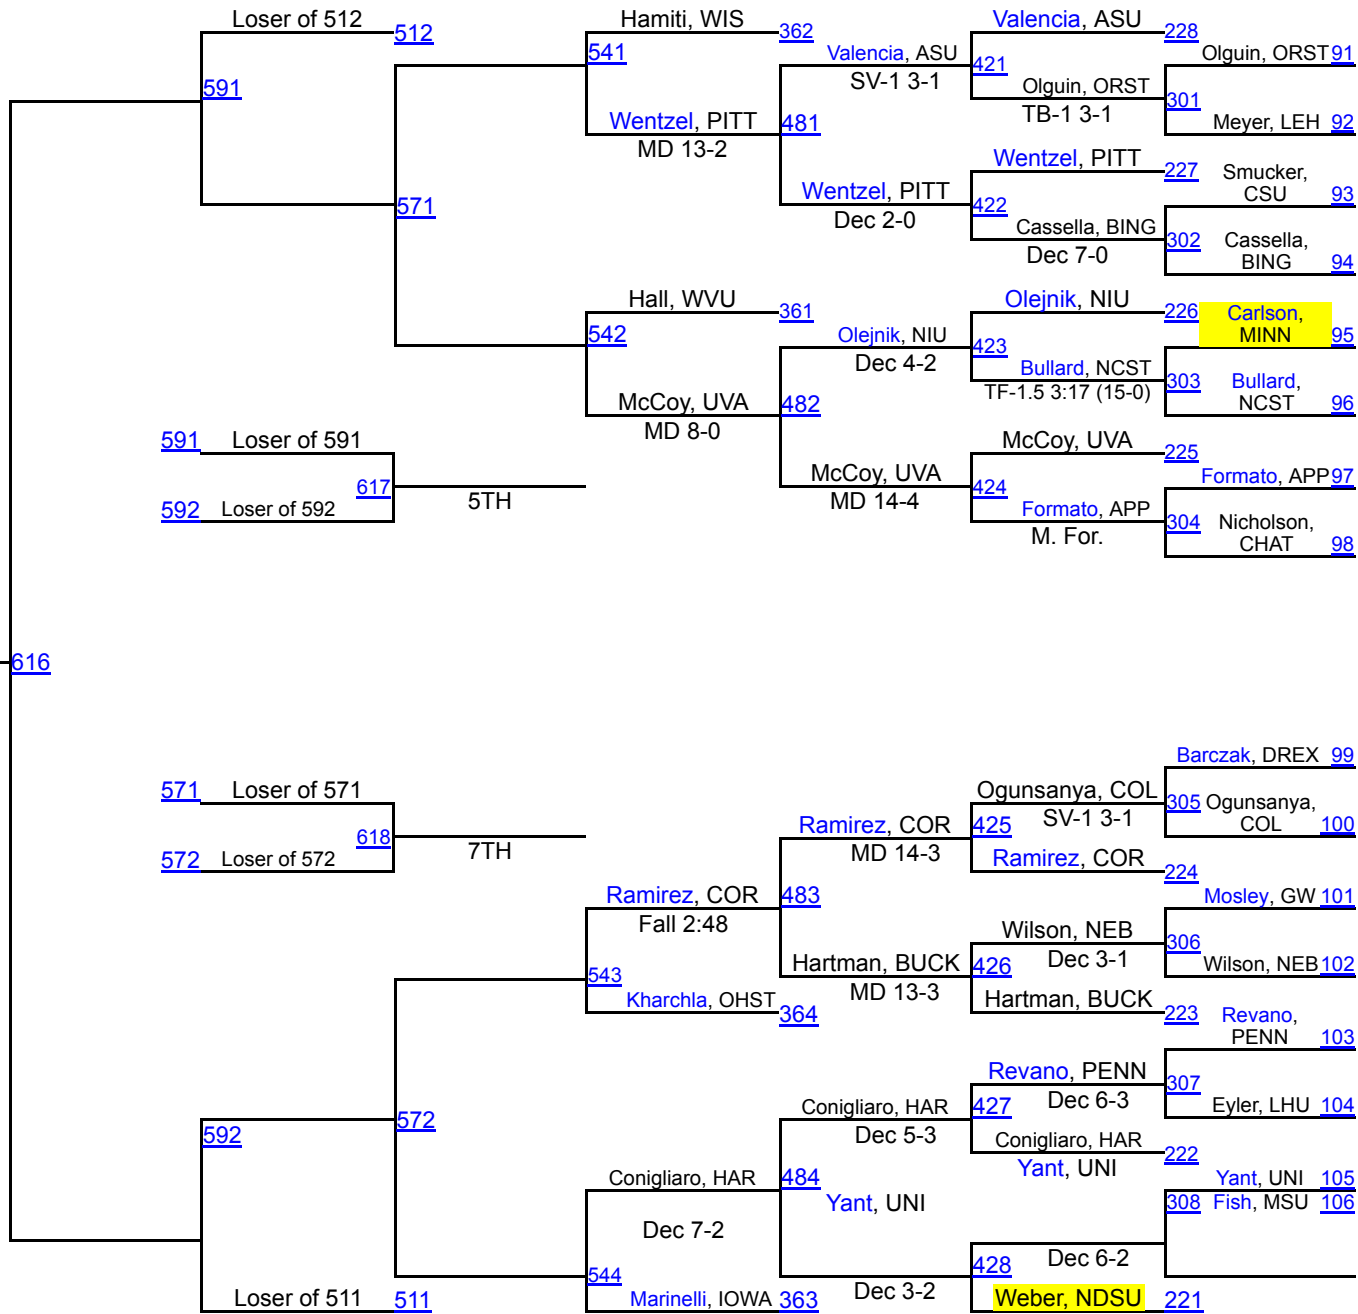 Loser of 512
512
Hamiti, WIS
362
Valencia, ASU
228
Olguin, ORST 91
591
541
Valencia, ASU
SV-1 3-1
421
Olguin, ORST
TB-1 3-1
301
Meyer, LEH 92
Wentzel, PITT
MD 13-2
481
Wentzel, PITT
227
Smucker,
CSU 93
571
Wentzel, PITT
Dec 2-0
422
Cassella, BING
Dec 7-0
302
Cassella,
BING 94
Hall, WVU
361
Olejnik, NIU
226
Carlson,
MINN 95
542
Olejnik, NIU
Dec 4-2
423
Bullard, NCST
TF-1.5 3:17 (15-0)
303
Bullard,
NCST 96
McCoy, UVA
MD 8-0
482
591
Loser of 591
McCoy, UVA
225
McCoy, UVA
MD 14-4
424
Formato, APP 97
617
5TH
592
Loser of 592
Formato, APP
M. For.
304
Nicholson,
CHAT 98
616
Barczak, DREX 99
571
Loser of 571
Ogunsanya, COL
SV-1 3-1
305
Ogunsanya,
COL 100
618
7TH
Ramirez, COR
MD 14-3
425
572
Loser of 572
Ramirez, COR
224
Ramirez, COR
Fall 2:48
483
Mosley, GW 101
Wilson, NEB
Dec 3-1
306
Hartman, BUCK
MD 13-3
426
Wilson, NEB 102
543
Kharchla, OHST
364
Hartman, BUCK
223
Revano,
PENN 103
Revano, PENN
Dec 6-3
307
592
572
Conigliaro, HAR
Dec 5-3
427
Eyler, LHU 104
Conigliaro, HAR
222
Yant, UNI
Conigliaro, HAR
Dec 7-2
484
Yant, UNI
Yant, UNI 105
308
Fish, MSU 106
544
428
Dec 6-2
Loser of 511
511
Marinelli, IOWA
363
Dec 3-2
Weber, NDSU
221